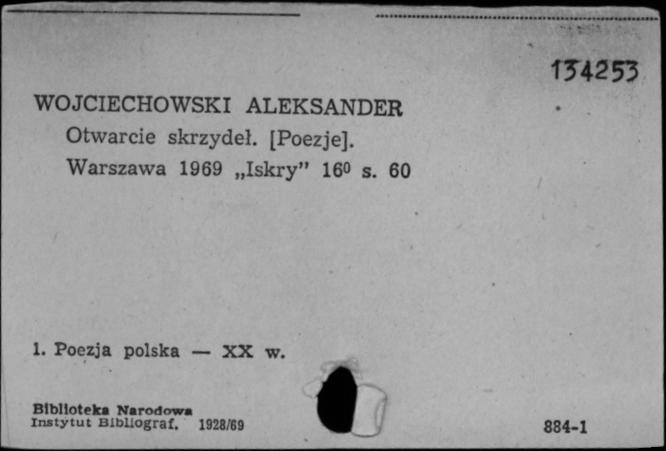 134253
WOJCIECHOWSKI ALEKSANDER
Otwarcie skrzydeł. [Poezje].
Warszawa 1969 „Iskry” 16⁰ s. 60
1. Poezja polska — XX w.
Biblioteka Narodowa
Instytut Bibliograf. 1928/69
884-1